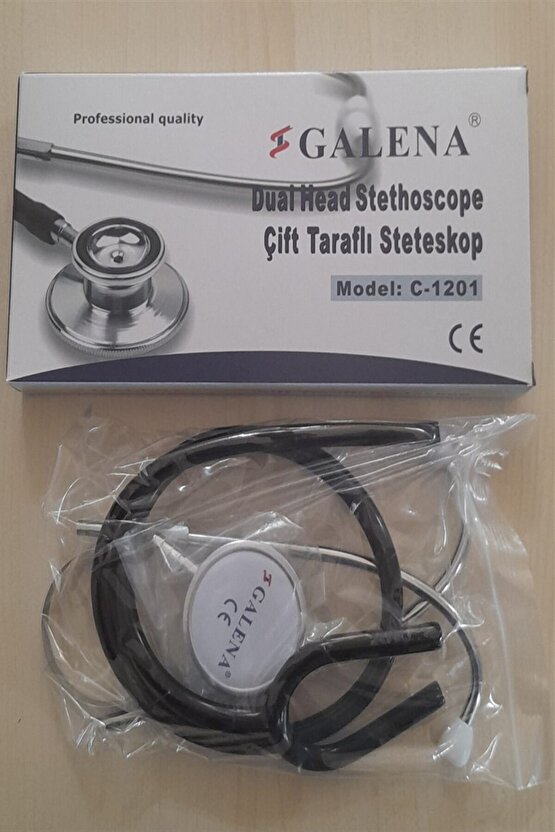 Professional quality
GALENA®
Dual Head Stethoscope
Çift Taraflı Steteskop
Model: C-1201
CE
GALENA®
CE